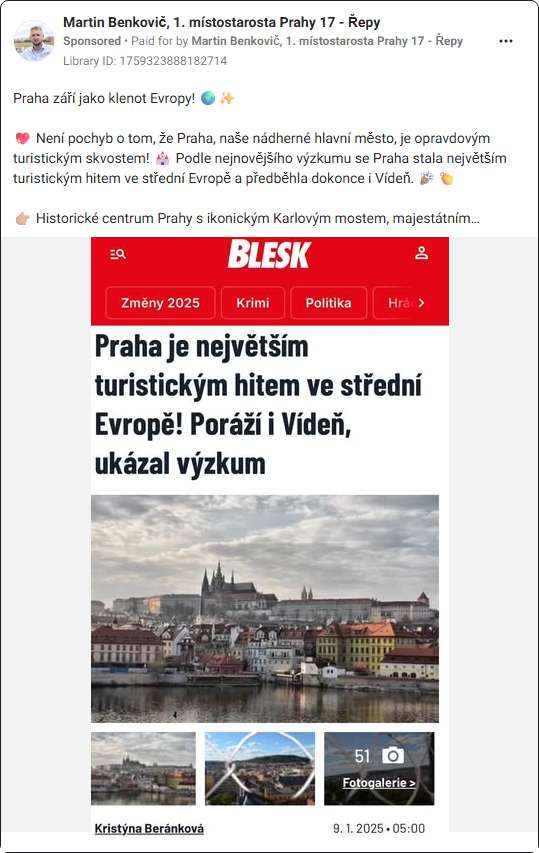 Martin Benkovič, 1. místostarosta Prahy 17 - Řepy
Sponsored • Paid for by Martin Benkovič, 1. místostarosta Prahy 17 - Řepy
Library ID: 1759323888182714
Praha září jako klenot Evropy! 🌍 ✨
💖 Není pochyb o tom, že Praha, naše nádherné hlavní město, je opravdovým
turistickým skvostem! 🏰 Podle nejnovějšího výzkumu se Praha stala největším
turistickým hitem ve střední Evropě a předběhla dokonce i Vídeň. 🎉 👏
👉🏼 Historické centrum Prahy s ikonickým Karlovým mostem, majestátním…
BLESK
Změny 2025
Krimi
Politika
Hrá
Praha je největším
turistickým hitem ve střední
Evropě! Poráží i Vídeň,
ukázal výzkum
51
Fotogalerie >
Kristýna Beránková
9. 1. 2025 • 05:00